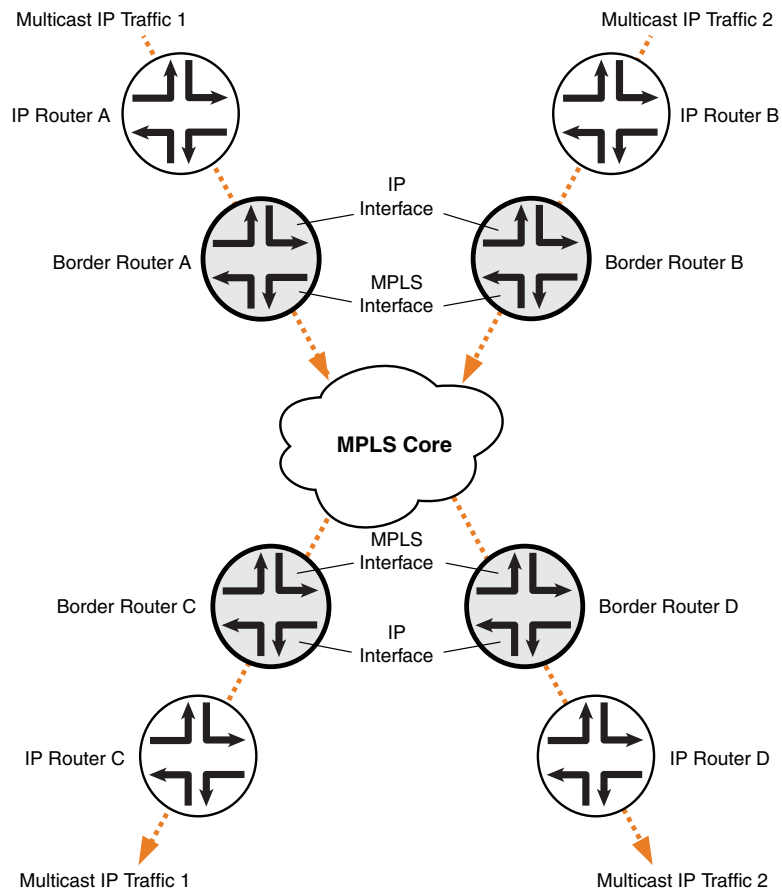 Multicast IP Traffic 1
Multicast IP Traffic 2
IP Router A
IP Router B
IP
Interface
Border Router A
Border Router B
MPLS
Interface
MPLS Core
MPLS
Interface
Border Router C
Border Router D
IP
Interface
IP Router C
IP Router D
Multicast IP Traffic 1
Multicast IP Traffic 2